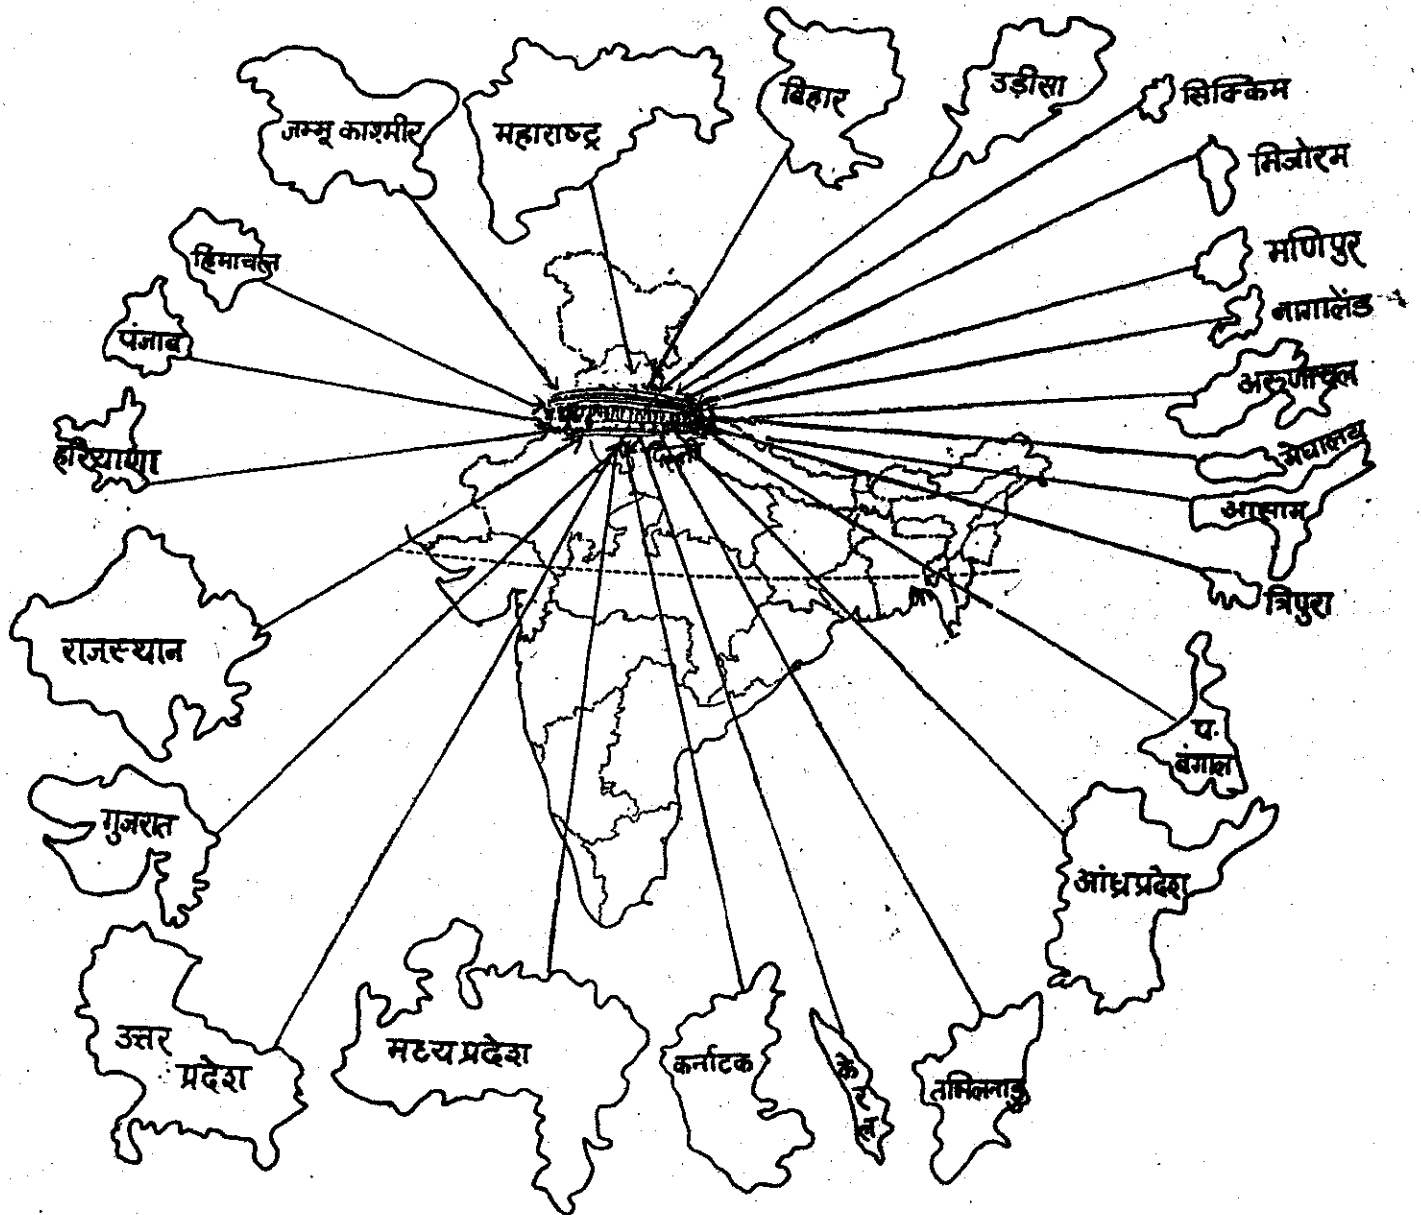 जम्मू काश्मीर
महाराष्ट्र
बिहार
उड़ीसा
सिक्किम
मिजोरम
हिमाचल
मणिपुर
पंजाब
नागालेंड
अरुणाचल
हरियाणा
मेघालय
दिल्ली
आसाम
त्रिपुरा
राजस्थान
प.
बंगाल
गुजरात
आंध्रप्रदेश
उत्तर
प्रदेश
मध्य प्रदेश
कर्नाटक
केरल
तमिलनाडु